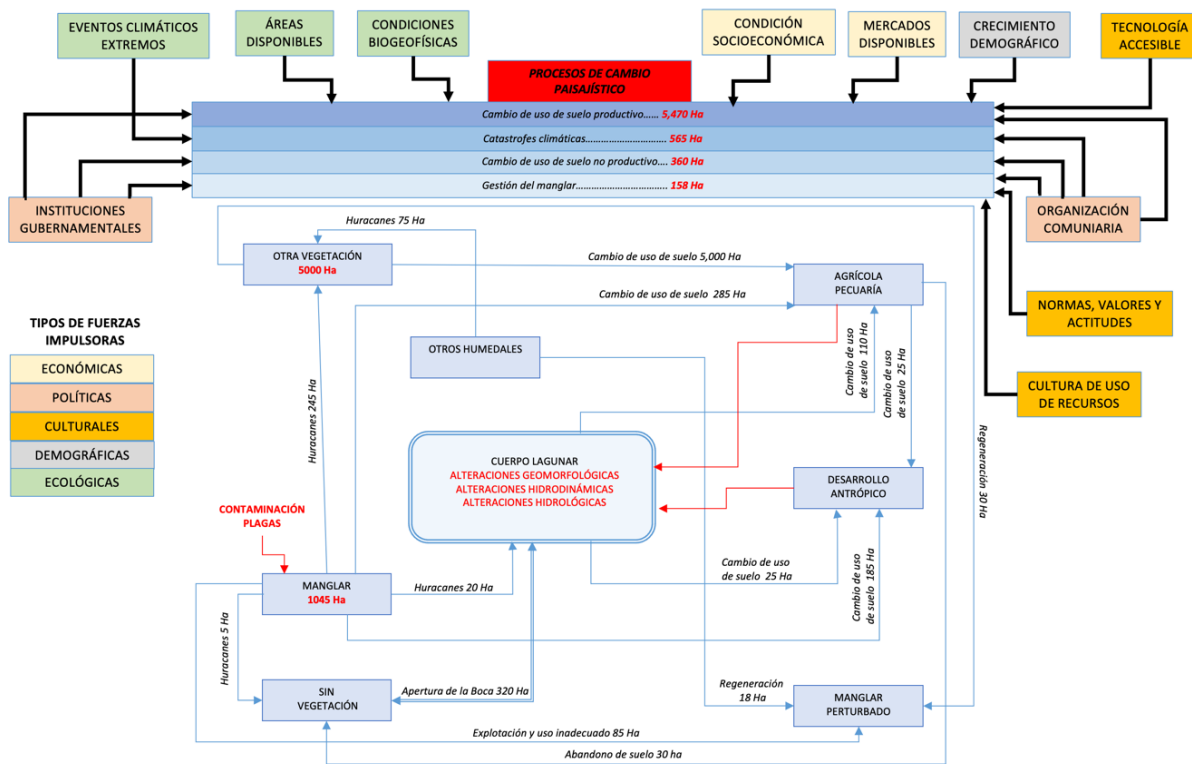 EVENTOS CLIMÁTICOS
EXTREMOS
ÁREAS
DISPONIBLES
CONDICIONES
BIOGEOFÍSICAS
CONDICIÓN
SOCIOECONÓMICA
MERCADOS
DISPONIBLES
CRECIMIENTO
DEMOGRÁFICO
TECNOLOGÍA
ACCESIBLE
PROCESOS DE CAMBIO
PAISAJÍSTICO
Cambio de uso de suelo productivo...... 5,470 Ha
Catastrofes climáticas............................. 565 Ha
Cambio de uso de suelo no productivo.... 360 Ha
Gestión del manglar................................. 158 Ha
INSTITUCIONES
GUBERNAMENTALES
ORGANIZACIÓN
COMUNIARIA
Huracanes 75 Ha
OTRA VEGETACIÓN
5000 Ha
Cambio de uso de suelo 5,000 Ha
AGRÍCOLA
PECUARÍA
Cambio de uso de suelo 285 Ha
NORMAS, VALORES Y
ACTITUDES
TIPOS DE FUERZAS
IMPULSORAS
ECONÓMICAS
POLÍTICAS
CULTURALES
DEMOGRÁFICAS
ECOLÓGICAS
OTROS HUMEDALES
Cambio de uso
de suelo 110 Ha
Cambio de uso
de suelo 25 Ha
CULTURA DE USO
DE RECURSOS
Huracanes 245 Ha
Regeneración 30 Ha
CUERPO LAGUNAR
ALTERACIONES GEOMORFOLÓGICAS
ALTERACIONES HIDRODINÁMICAS
ALTERACIONES HIDROLÓGICAS
DESARROLLO
ANTRÓPICO
CONTAMINACIÓN
PLAGAS
Cambio de uso
de suelo 25 Ha
Cambio de uso
de suelo 185 Ha
MANGLAR
1045 Ha
Huracanes 20 Ha
Huracanes 5 Ha
SIN
VEGETACIÓN
Apertura de la Boca 320 Ha
Regeneración
18 Ha
MANGLAR
PERTURBADO
Explotación y uso inadecuado 85 Ha
Abandono de suelo 30 ha